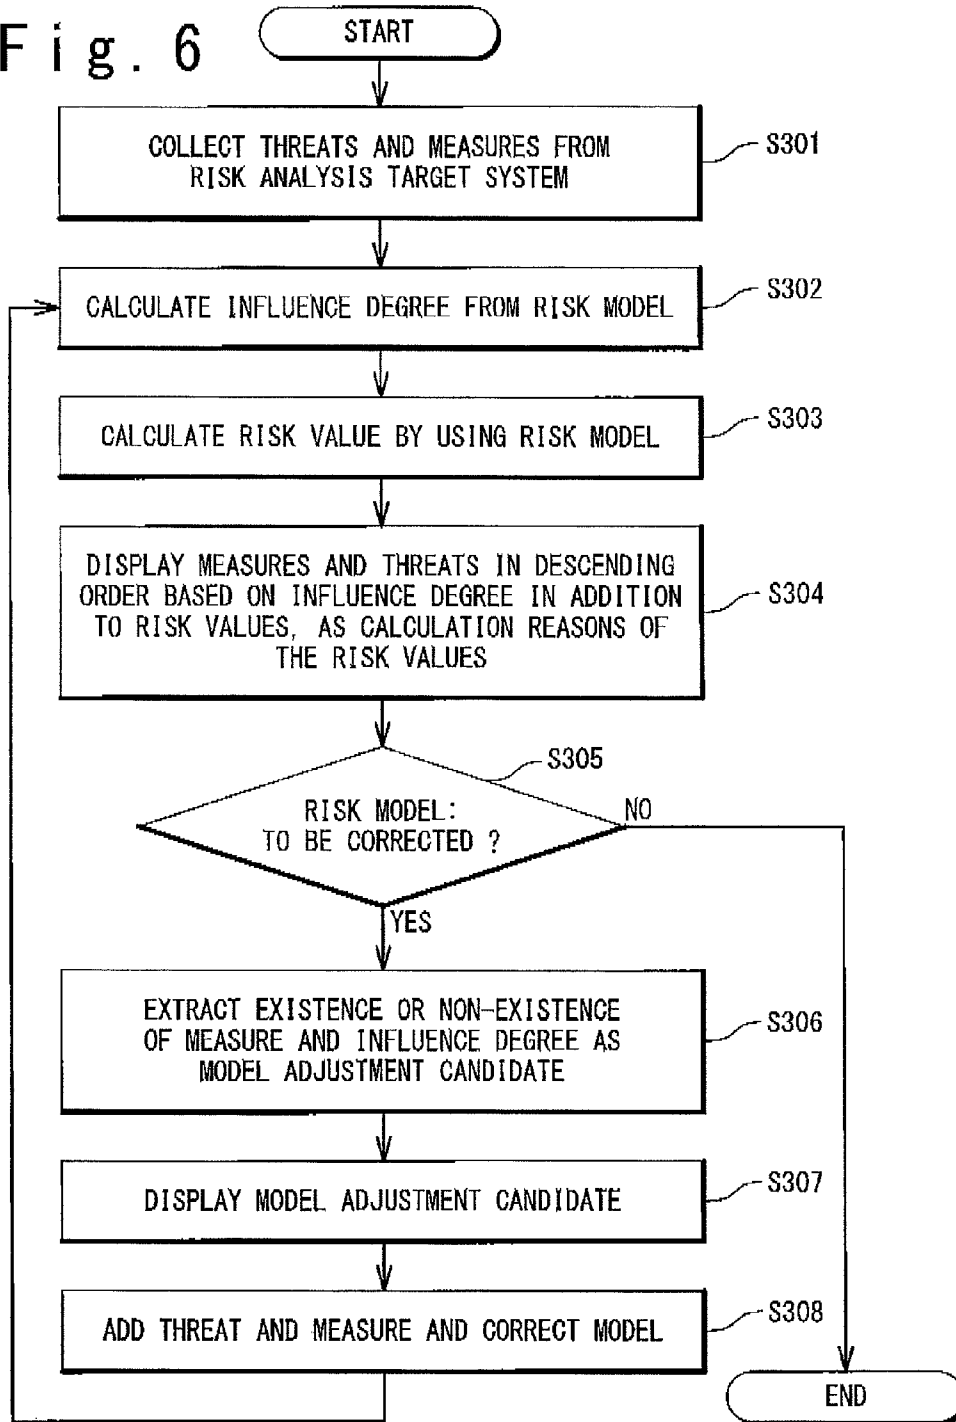 Fig. 6
START
COLLECT THREATS AND MEASURES FROM
RISK ANALYSIS TARGET SYSTEM
S301
CALCULATE INFLUENCE DEGREE FROM RISK MODEL
S302
CALCULATE RISK VALUE BY USING RISK MODEL
S303
DISPLAY MEASURES AND THREATS IN DESCENDING
ORDER BASED ON INFLUENCE DEGREE IN ADDITION
TO RISK VALUES, AS CALCULATION REASONS OF
THE RISK VALUES
S304
S305
RISK MODEL:
TO BE CORRECTED ?
NO
YES
EXTRACT EXISTENCE OR NON-EXISTENCE
OF MEASURE AND INFLUENCE DEGREE AS
MODEL ADJUSTMENT CANDIDATE
S306
DISPLAY MODEL ADJUSTMENT CANDIDATE
S307
ADD THREAT AND MEASURE AND CORRECT MODEL
S308
END